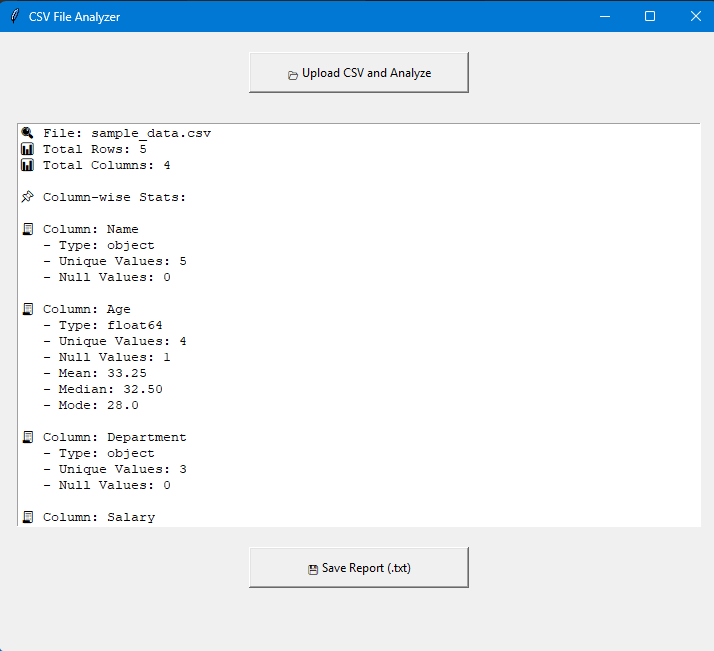 CSV File Analyzer
Upload CSV and Analyze
File: sample_data.csv
Total Rows: 5
Total Columns: 4
Column-wise Stats:
Column: Name
- Type: object
- Unique Values: 5
- Null Values: 0
Column: Age
- Type: float64
- Unique Values: 4
- Null Values: 1
- Mean: 33.25
- Median: 32.50
- Mode: 28.0
Column: Department
- Type: object
- Unique Values: 3
- Null Values: 0
Column: Salary
Save Report (.txt)